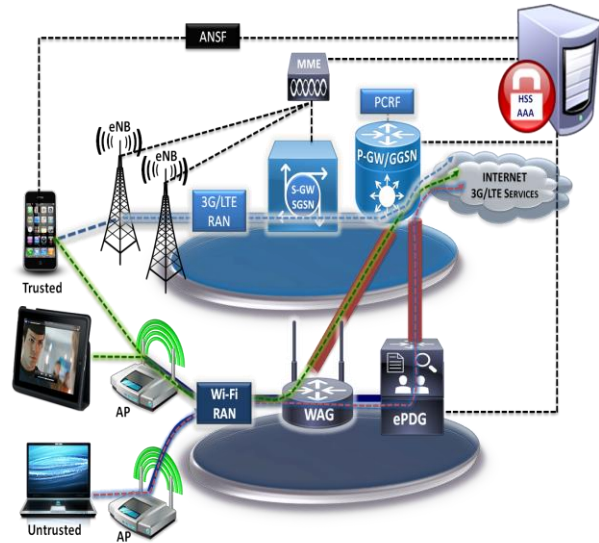 ANSF
MME
HSS
AAA
PCRF
eNB
eNB
P-GW/GGSN
S-GW
SGSN
INTERNET
3G/LTE SERVICES
3G/LTE
RAN
Trusted
AP
Wi-Fi
RAN
WAG
ePDG
Untrusted
AP